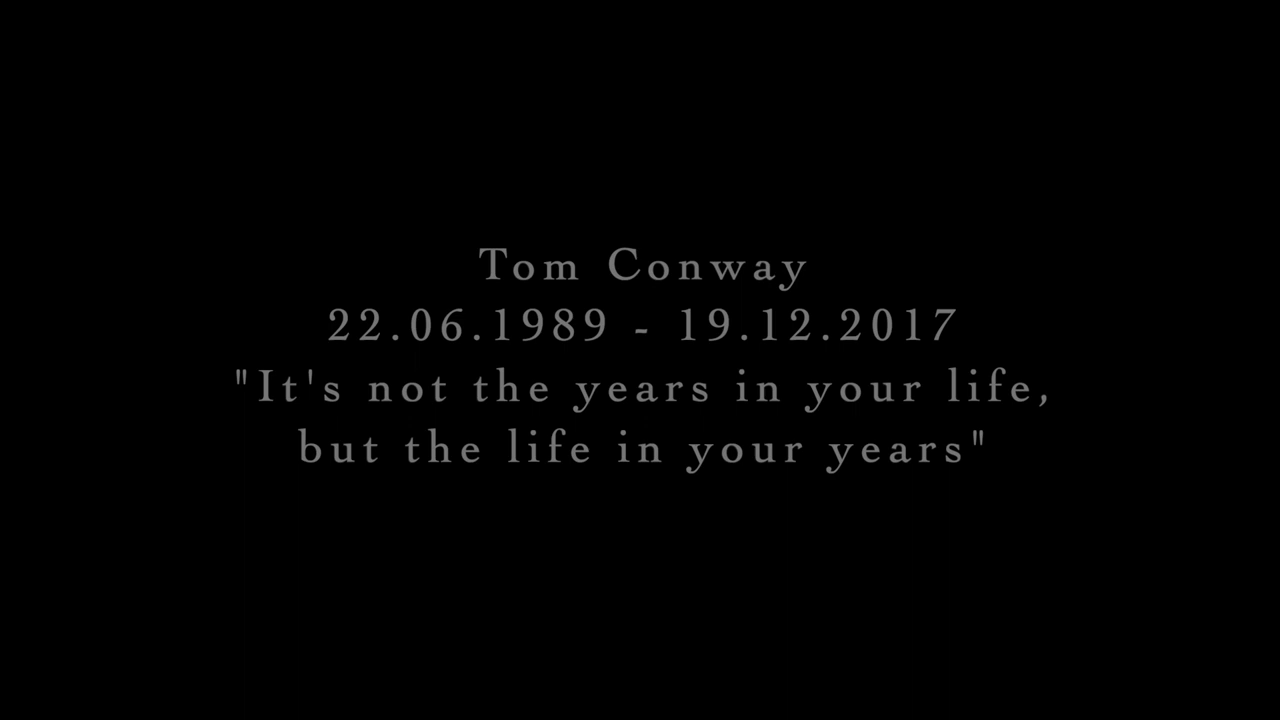 Tom Conway
22.06.1989 - 19.12.2017
"It's not the years in your life,
but the life in your years"